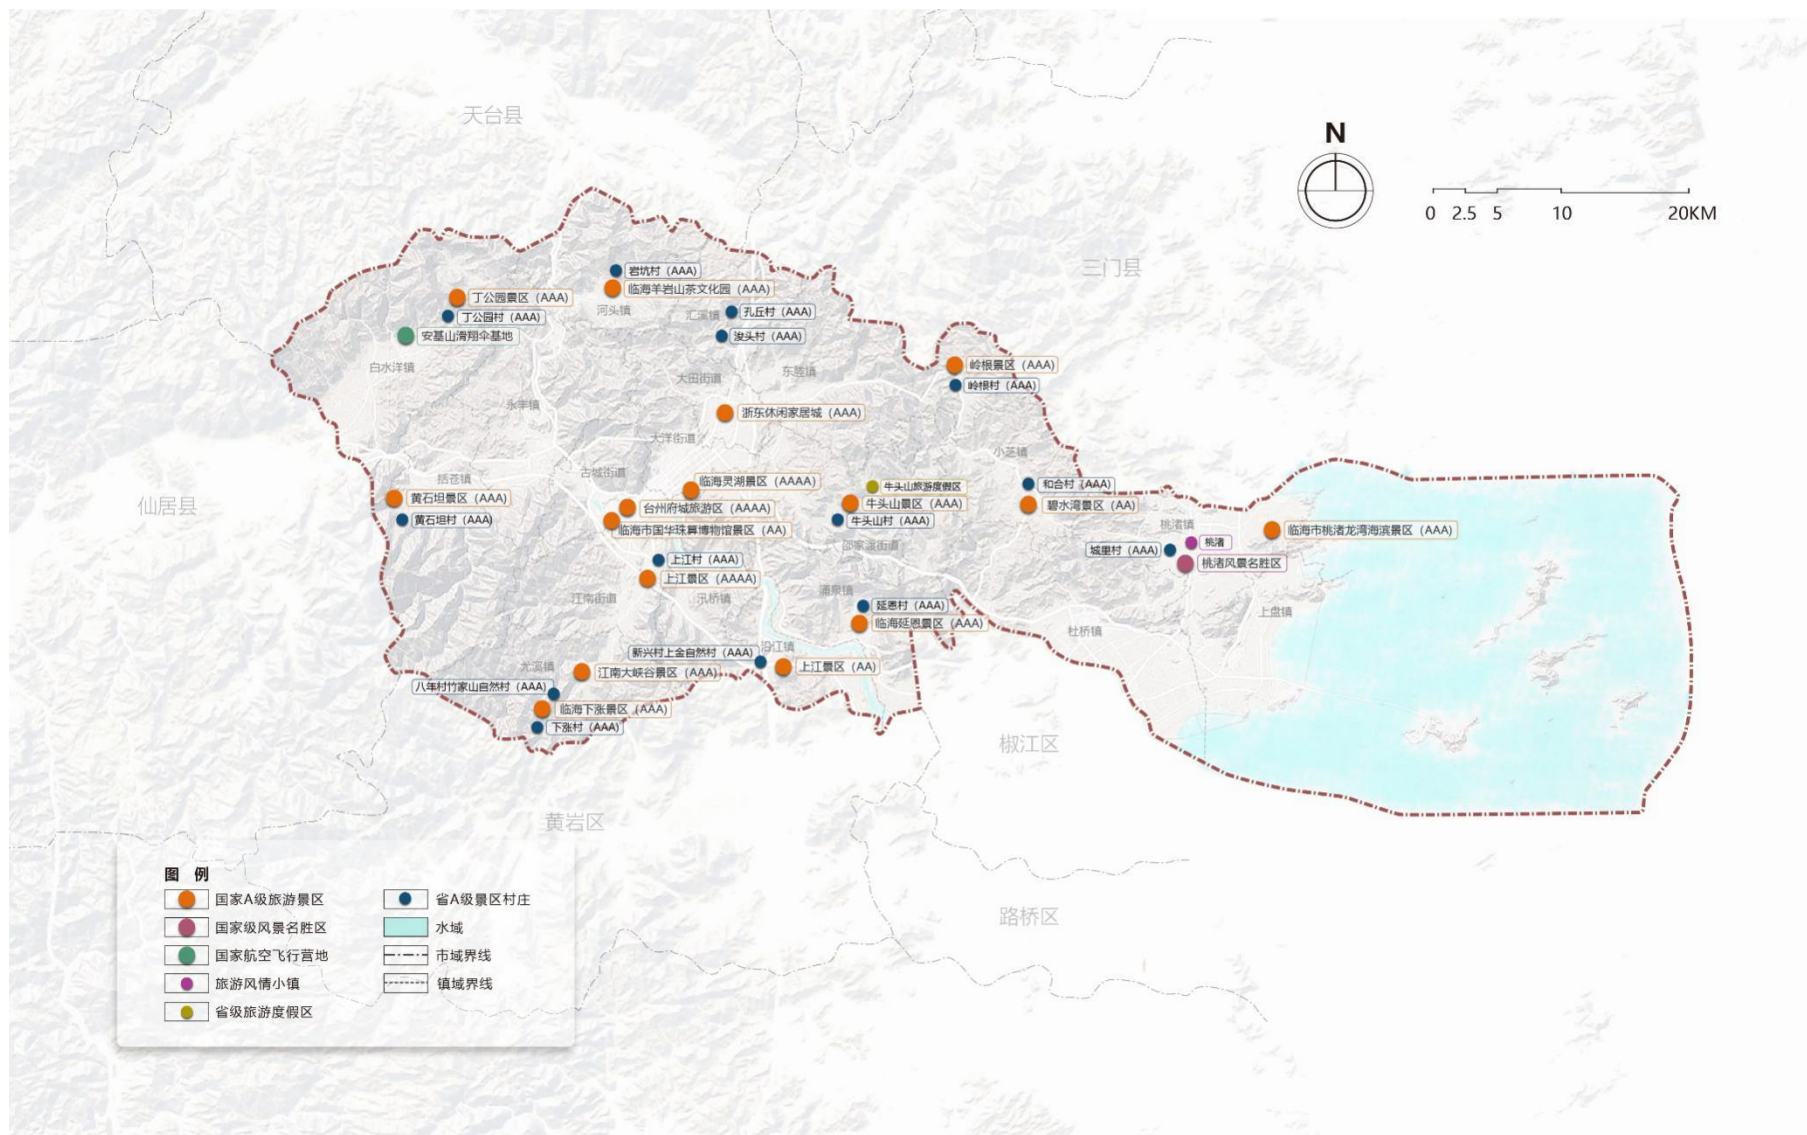 天台县
N
0 2.5 5 10 20KM
三门县
岩坑村（AAA）
临海羊岩山茶文化园（AAA）
丁公园景区（AAA）
河头镇
汇溪镇
孔丘村（AAA）
丁公园村（AAA）
安基山滑翔伞基地
浚头村（AAA）
白水洋镇
大田街道
东塍镇
岭根景区（AAA）
岭根村（AAA）
永丰镇
浙东休闲家居城（AAA）
大洋街道
小芝镇
古城街道
括苍镇
临海灵湖景区（AAAA）
牛头山旅游度假区
和合村（AAA）
仙居县
黄石坦景区（AAA）
台州府城旅游区（AAAA）
牛头山景区（AAA）
碧水湾景区（AA）
黄石坦村（AAA）
临海市国华珠算博物馆景区（AA）
牛头山村（AAA）
桃渚镇
临海市桃渚龙湾海滨景区（AAA）
邵家渡街道
城里村（AAA）
桃渚
上江村（AAA）
桃渚风景名胜区
上江景区（AAAA）
江南街道
汛桥镇
涌泉镇
延恩村（AAA）
上盘镇
临海延恩景区（AAA）
杜桥镇
新兴村上金自然村（AAA）
沿江镇
尤溪镇
江南大峡谷景区（AAA）
上江景区（AA）
八年村竹家山自然村（AAA）
临海下涨景区（AAA）
下涨村（AAA）
椒江区
黄岩区
路桥区
图 例
国家A级旅游景区
省A级景区村庄
国家级风景名胜区
水域
国家航空飞行营地
市域界线
旅游风情小镇
镇域界线
省级旅游度假区